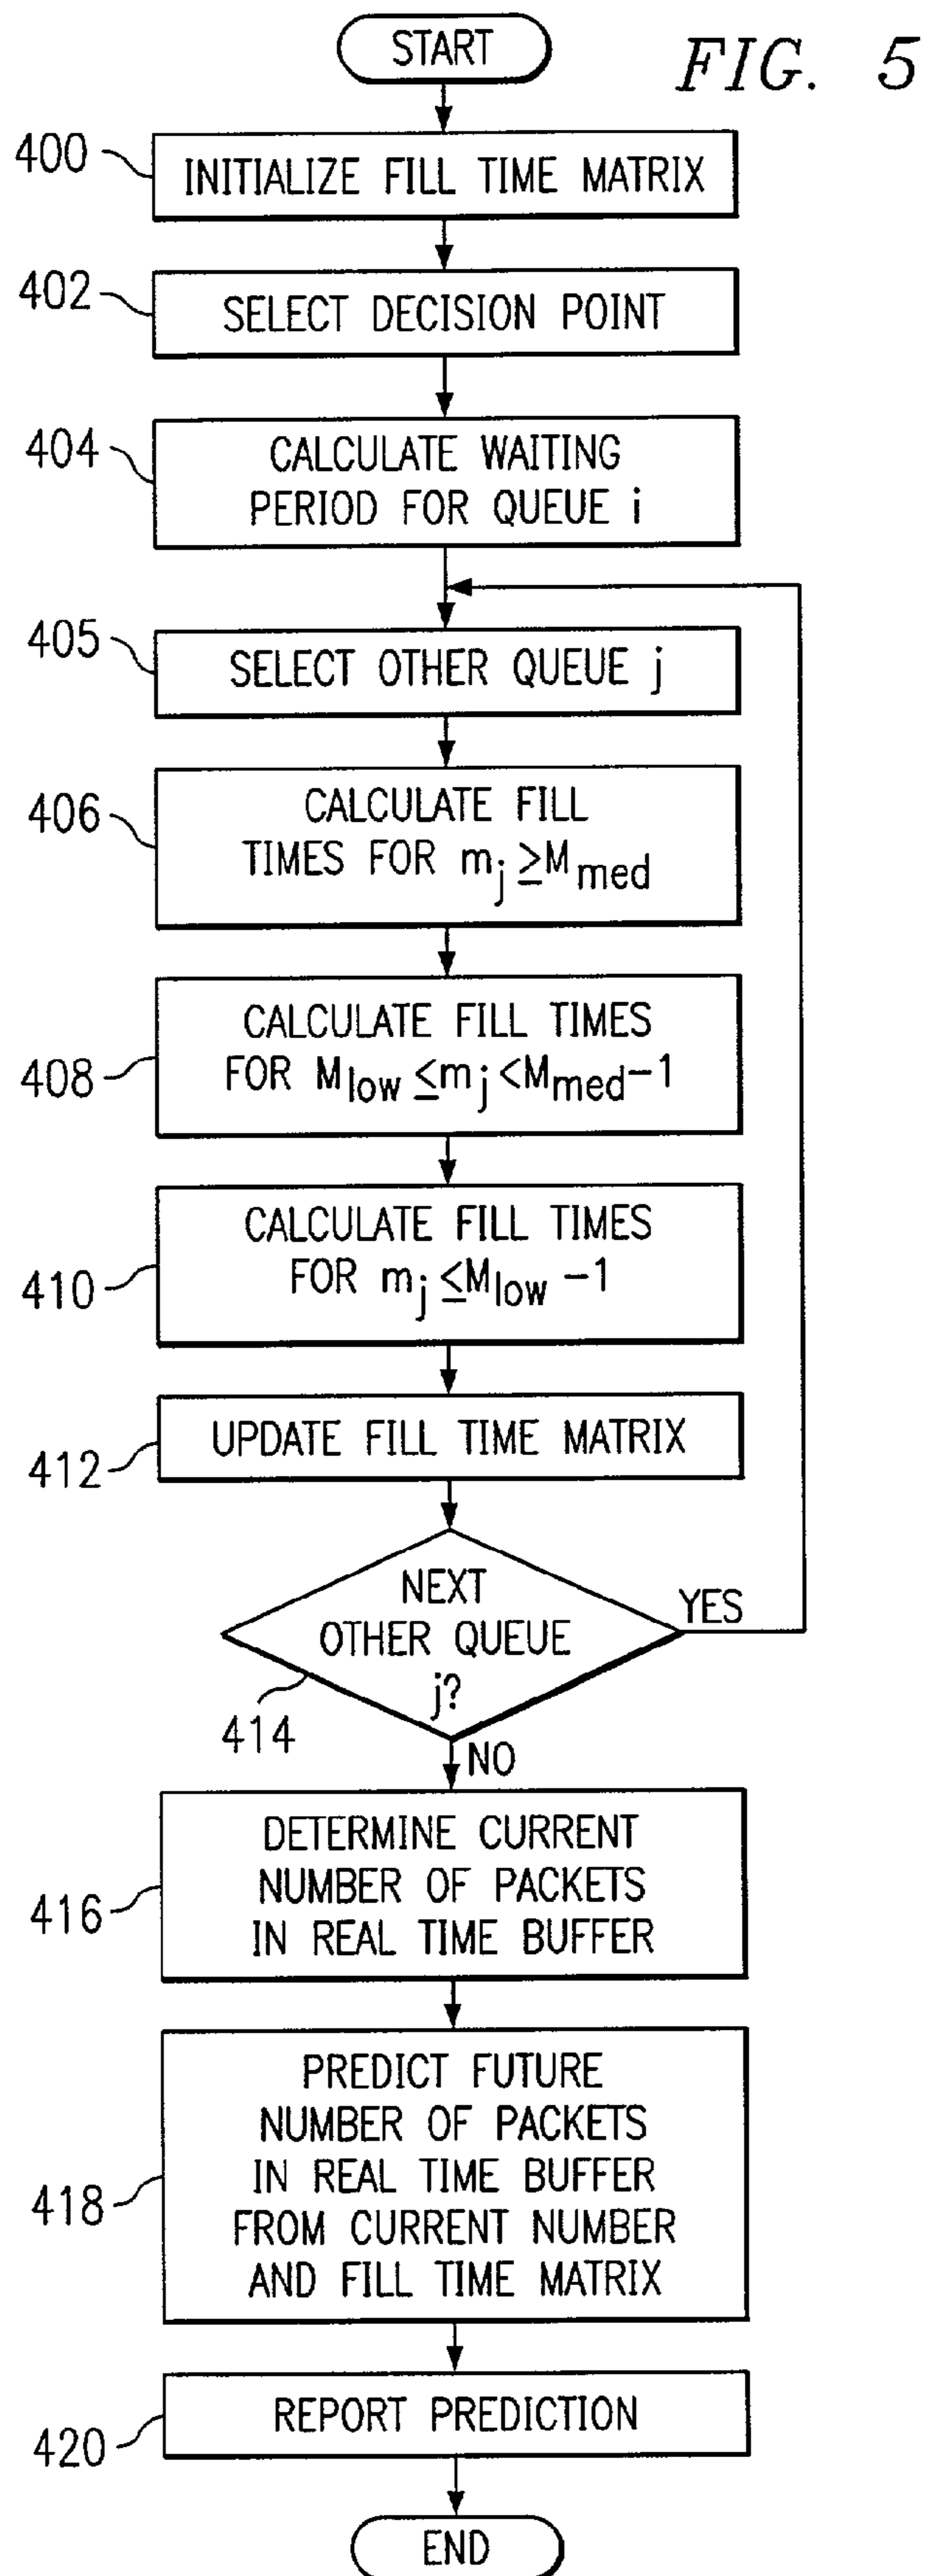 START
FIG. 5
400
INITIALIZE FILL TIME MATRIX
402
SELECT DECISION POINT
404
CALCULATE WAITING
PERIOD FOR QUEUE i
405
SELECT OTHER QUEUE j
406
CALCULATE FILL
TIMES FOR mj ≥Mmed
408
CALCULATE FILL TIMES
FOR Mlow ≤mj <Mmed-1
410
CALCULATE FILL TIMES
FOR mj ≤Mlow -1
412
UPDATE FILL TIME MATRIX
414
NEXT
OTHER QUEUE
j?
YES
NO
416
DETERMINE CURRENT
NUMBER OF PACKETS
IN REAL TIME BUFFER
418
PREDICT FUTURE
NUMBER OF PACKETS
IN REAL TIME BUFFER
FROM CURRENT NUMBER
AND FILL TIME MATRIX
420
REPORT PREDICTION
END